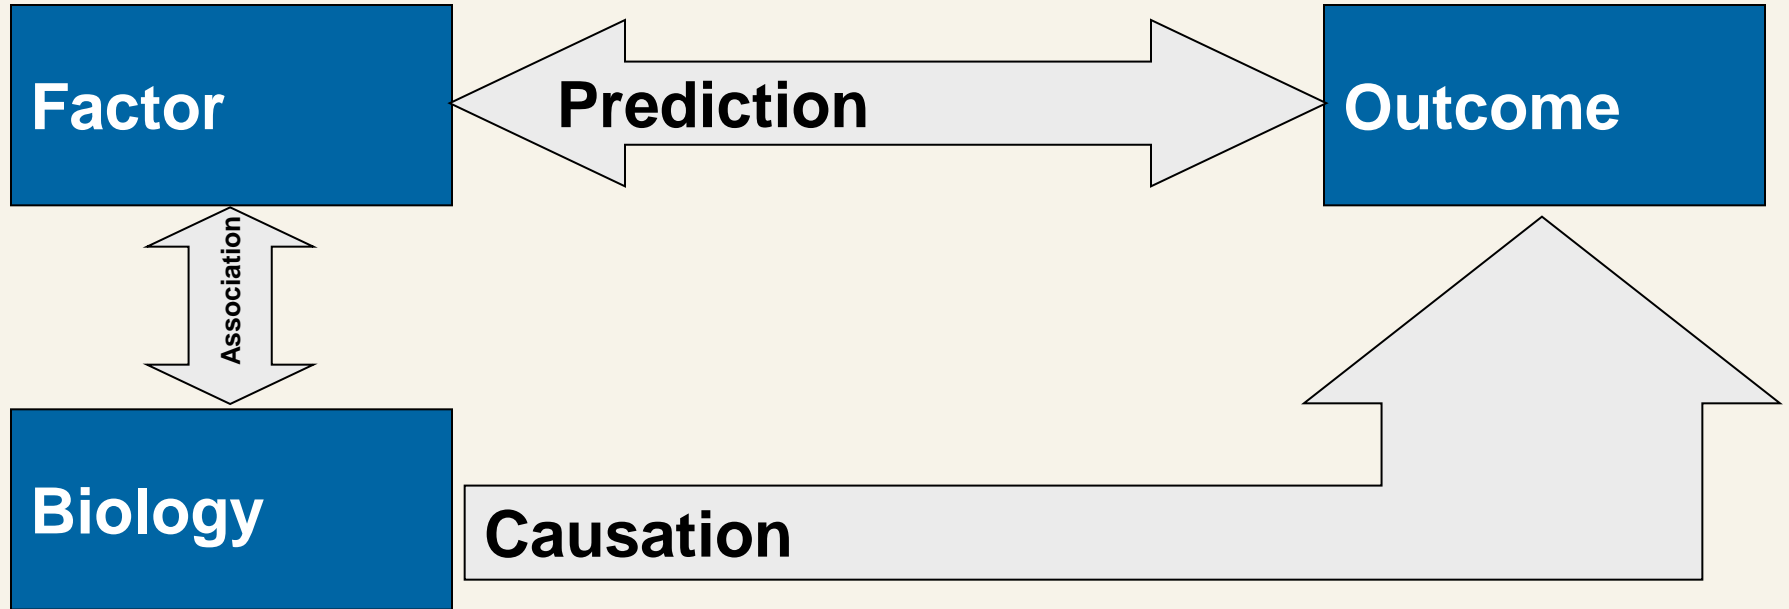 Factor
Prediction
Outcome
Association
Biology
Causation